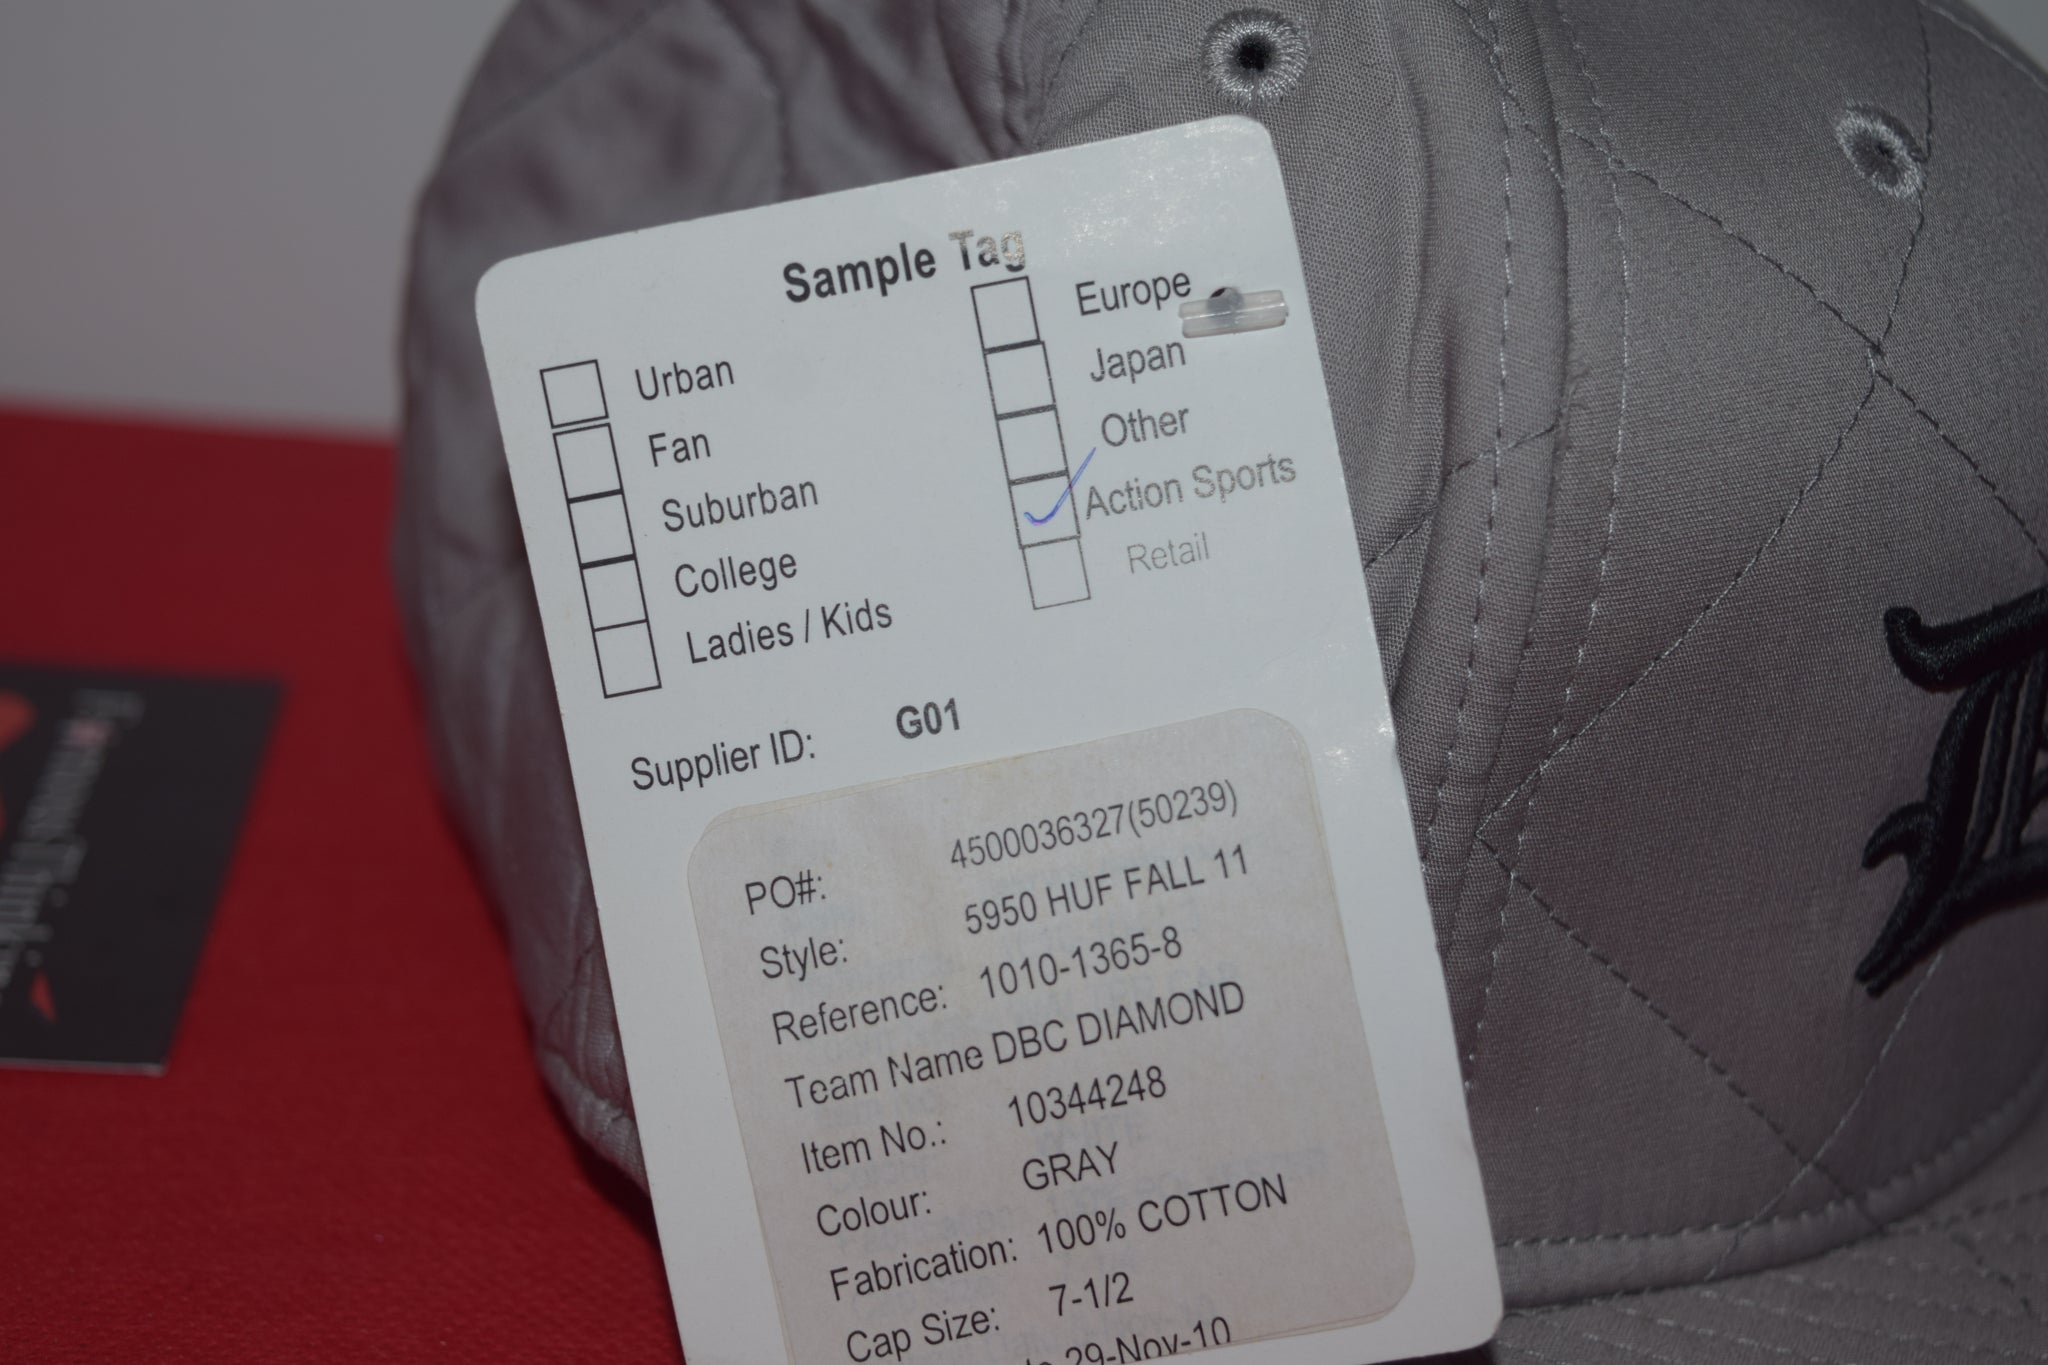 Sample Tag
Urban
Fan
Suburban
College
Ladies / Kids
Europe
Japan
Other
Action Sports
Retail
Supplier ID: G01
PO#: 4500036327(50239)
Style: 5950 HUF FALL 11
Reference: 1010-1365-8
Team Name DBC DIAMOND
Item No.: 10344248
Colour: GRAY
Fabrication: 100% COTTON
Cap Size: 7-1/2
29-Nov-10